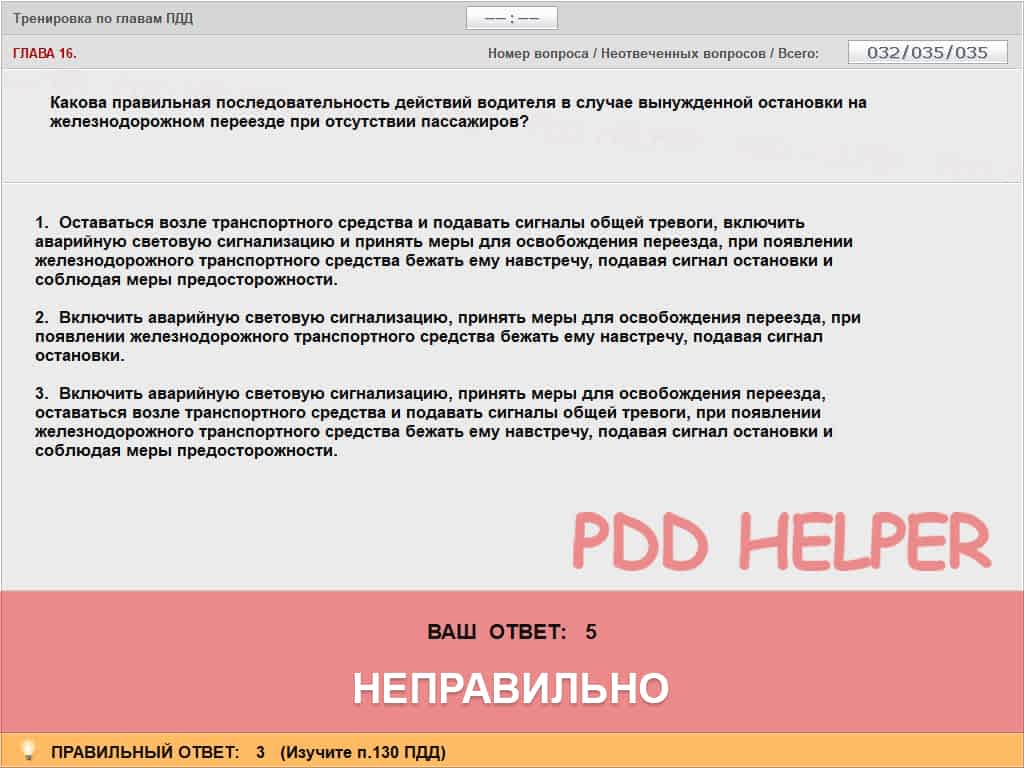 Тренировка по главам ПДД
–– : ––
ГЛАВА 16.
Номер вопроса / Неотвеченных вопросов / Всего:
032/035/035
Какова правильная последовательность действий водителя в случае вынужденной остановки на
железнодорожном переезде при отсутствии пассажиров?
1. Оставаться возле транспортного средства и подавать сигналы общей тревоги, включить
аварийную световую сигнализацию и принять меры для освобождения переезда, при появлении
железнодорожного транспортного средства бежать ему навстречу, подавая сигнал остановки и
соблюдая меры предосторожности.
2. Включить аварийную световую сигнализацию, принять меры для освобождения переезда, при
появлении железнодорожного транспортного средства бежать ему навстречу, подавая сигнал
остановки.
3. Включить аварийную световую сигнализацию, принять меры для освобождения переезда,
оставаться возле транспортного средства и подавать сигналы общей тревоги, при появлении
железнодорожного транспортного средства бежать ему навстречу, подавая сигнал остановки и
соблюдая меры предосторожности.
PDD HELPER
ВАШ ОТВЕТ: 5
НЕПРАВИЛЬНО
ПРАВИЛЬНЫЙ ОТВЕТ: 3 (Изучите п.130 ПДД)